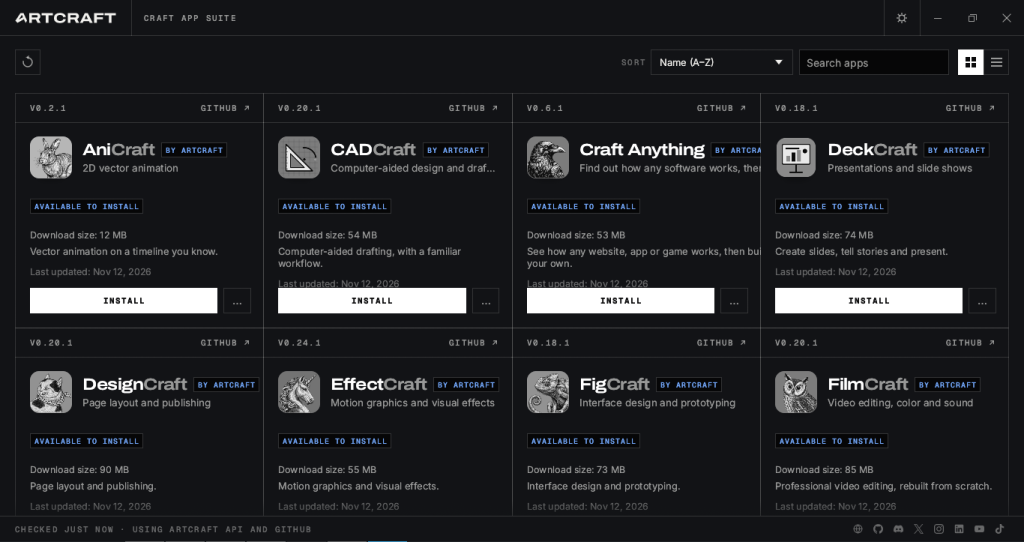 ARTCRAFT
CRAFT APP SUITE
SORT
Name (A–Z)
Search apps
V0.2.1
GITHUB ↗
AniCraft
BY ARTCRAFT
2D vector animation
AVAILABLE TO INSTALL
Download size: 12 MB
Vector animation on a timeline you know.
Last updated: Nov 12, 2026
INSTALL
...
V0.20.1
GITHUB ↗
CADCraft
BY ARTCRAFT
Computer-aided design and draf...
AVAILABLE TO INSTALL
Download size: 54 MB
Computer-aided drafting, with a familiar
workflow.
Last updated: Nov 12, 2026
INSTALL
...
V0.6.1
GITHUB ↗
Craft Anything
BY ARTCRA
Find out how any software works, then
AVAILABLE TO INSTALL
Download size: 53 MB
See how any website, app or game works, then bui
your own.
Last updated: Nov 12, 2026
INSTALL
...
V0.18.1
GITHUB ↗
DeckCraft
BY ARTCRAFT
Presentations and slide shows
AVAILABLE TO INSTALL
Download size: 74 MB
Create slides, tell stories and present.
Last updated: Nov 12, 2026
INSTALL
...
V0.20.1
GITHUB ↗
DesignCraft
BY ARTCRAFT
Page layout and publishing
AVAILABLE TO INSTALL
Download size: 90 MB
Page layout and publishing.
Last updated: Nov 12, 2026
V0.24.1
GITHUB ↗
EffectCraft
BY ARTCRAFT
Motion graphics and visual effects
AVAILABLE TO INSTALL
Download size: 55 MB
Motion graphics and visual effects.
Last updated: Nov 12, 2026
V0.18.1
GITHUB ↗
FigCraft
BY ARTCRAFT
Interface design and prototyping
AVAILABLE TO INSTALL
Download size: 73 MB
Interface design and prototyping.
Last updated: Nov 12, 2026
V0.20.1
GITHUB ↗
FilmCraft
BY ARTCRAFT
Video editing, color and sound
AVAILABLE TO INSTALL
Download size: 85 MB
Professional video editing, rebuilt from scratch.
Last updated: Nov 12, 2026
CHECKED JUST NOW · USING ARTCRAFT API AND GITHUB